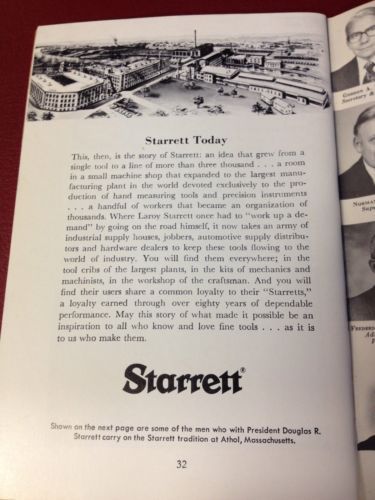 Starrett Today
This, then, is the story of Starrett: an idea that grew from a
single tool to a line of more than three thousand . . . a room
in a small machine shop that expanded to the largest manu-
facturing plant in the world devoted exclusively to the pro-
duction of hand measuring tools and precision instruments
. . . a handful of workers that became an organization of
thousands. Where Laroy Starrett once had to "work up a de-
mand" by going on the road himself, it now takes an army of
industrial supply houses, jobbers, automotive supply distribu-
tors and hardware dealers to keep these tools flowing to the
world of industry. You will find them everywhere; in the
tool cribs of the largest plants, in the kits of mechanics and
machinists, in the workshop of the craftsman. And you will
find their users share a common loyalty to their "Starretts,"
a loyalty earned through over eighty years of dependable
performance. May this story of what made it possible be an
inspiration to all who know and love fine tools . . . as it is
to us who make them.
Starrett®
Shown on the next page are some of the men who with President Douglas R.
Starrett carry on the Starrett tradition at Athol, Massachusetts.
32
Secretary &
Norma
Supe
Frederi